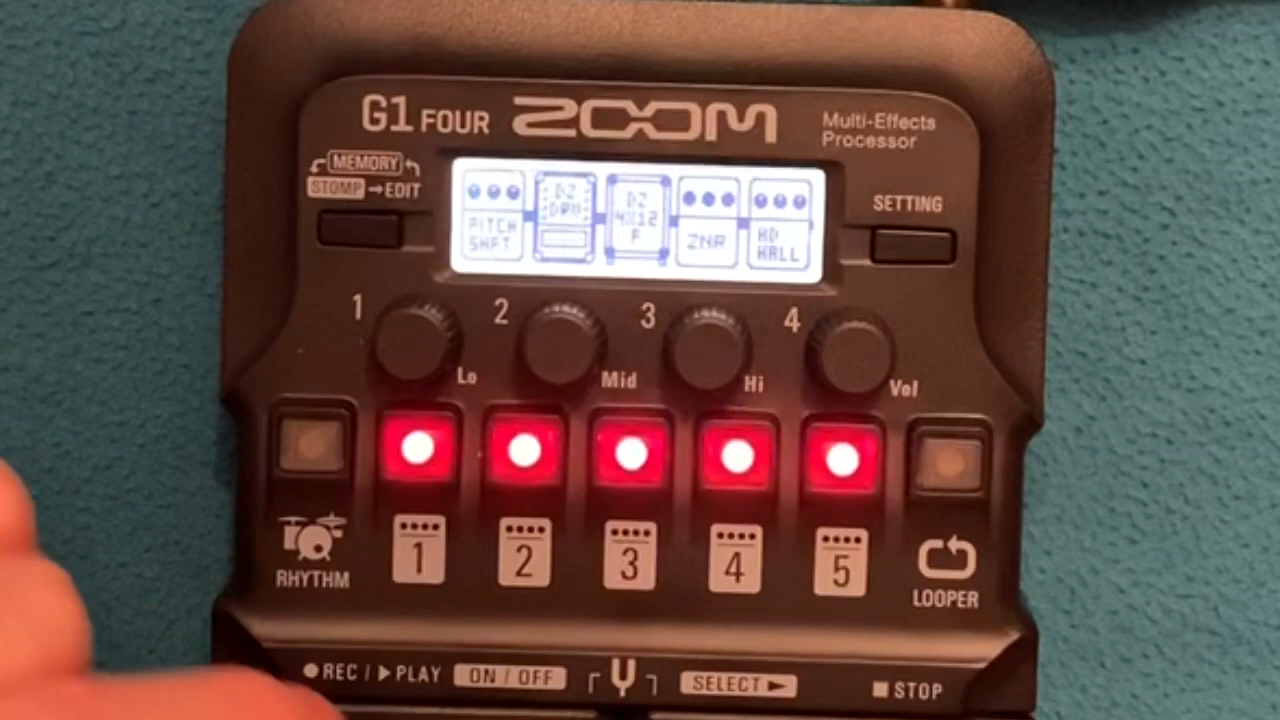 G1 FOUR ZOOM Multi-Effects
Processor
MEMORY
STOMP→EDIT
SETTING
PITCH
SHFT
DZ
DRV
DZ
4X12
F
ZNR
HD
HALL
1 2 3 4
Lo Mid Hi Vol
1 2 3 4 5
RHYTHM
LOOPER
●REC / ▶PLAY ON / OFF SELECT► ■STOP